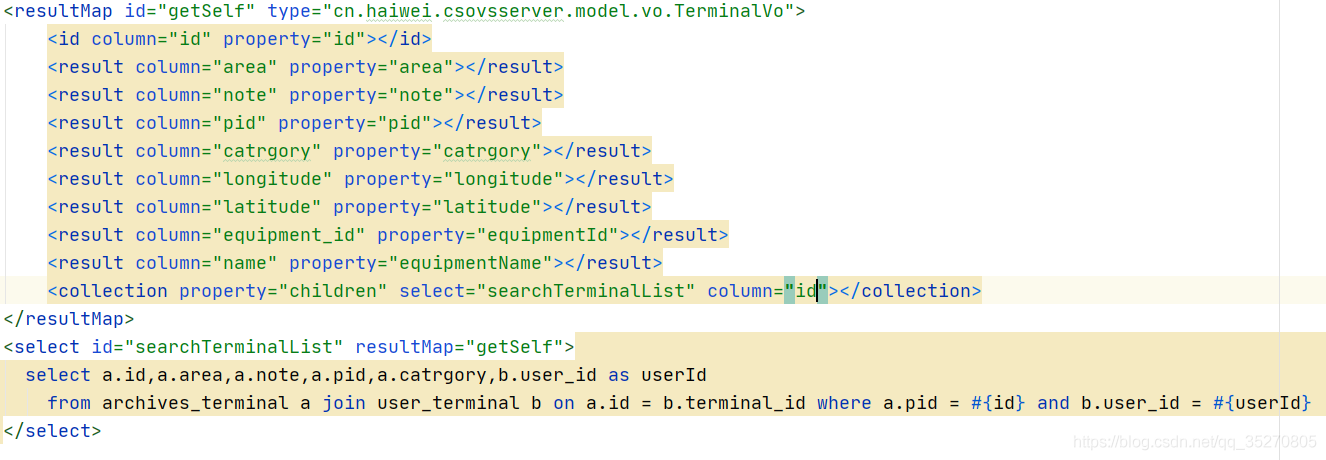 <resultMap id="getSelf" type="cn.haiwei.csovsserver.model.vo.TerminalVo">
<id column="id" property="id"></id>
<result column="area" property="area"></result>
<result column="note" property="note"></result>
<result column="pid" property="pid"></result>
<result column="catrgory" property="catrgory"></result>
<result column="longitude" property="longitude"></result>
<result column="latitude" property="latitude"></result>
<result column="equipment_id" property="equipmentId"></result>
<result column="name" property="equipmentName"></result>
<collection property="children" select="searchTerminalList" column="id"></collection>
</resultMap>
<select id="searchTerminalList" resultMap="getSelf">
select a.id,a.area,a.note,a.pid,a.catrgory,b.user_id as userId
from archives_terminal a join user_terminal b on a.id = b.terminal_id where a.pid = #{id} and b.user_id = #{userId}
</select>
https://blog.csdn.net/qq_35270805